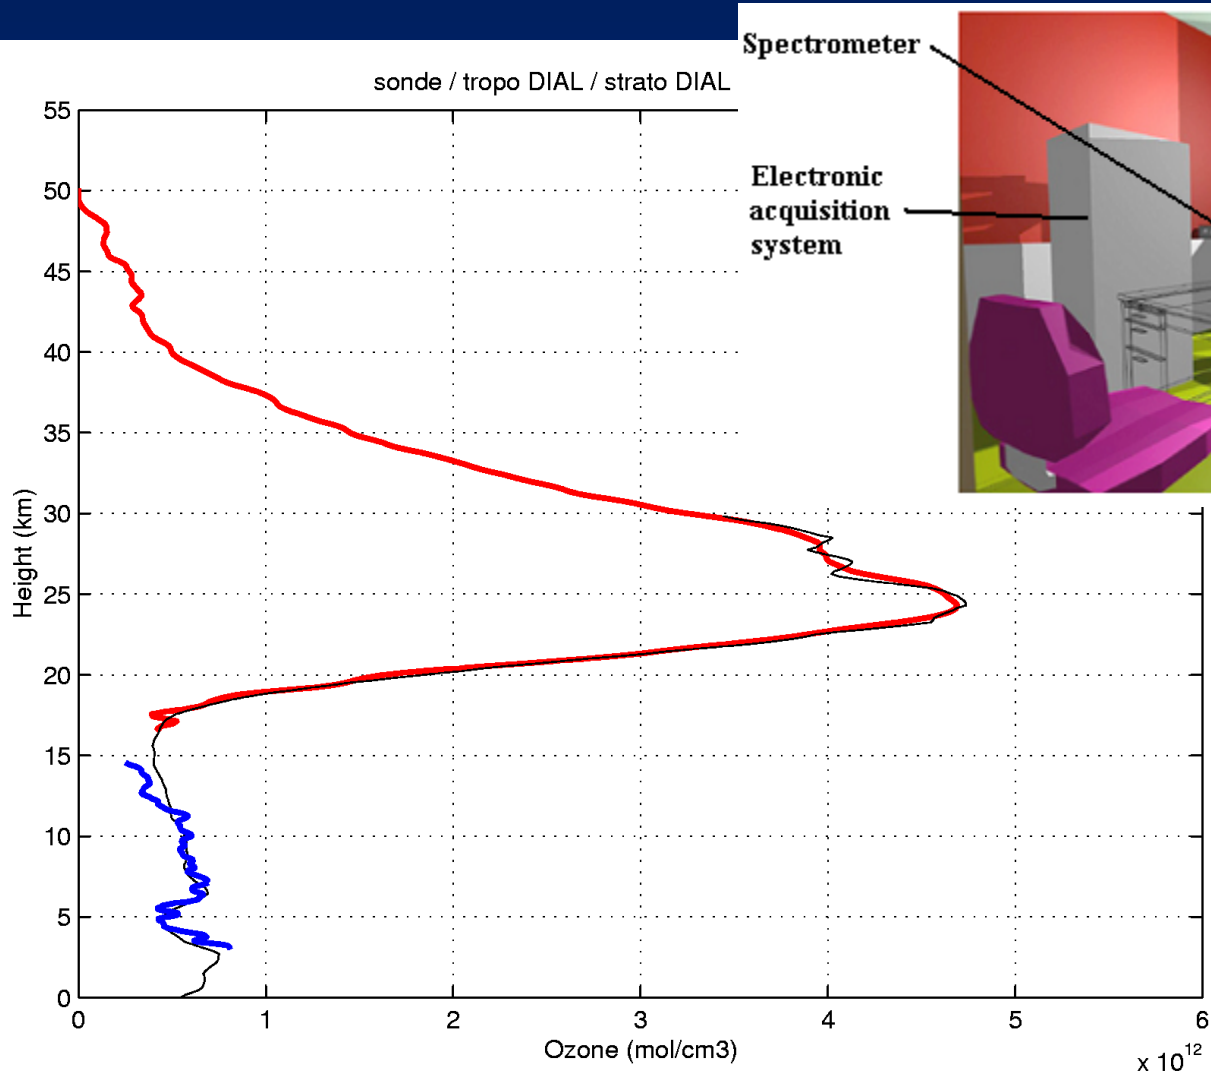 sonde / tropo DIAL / strato DIAL
Spectrometer
Electronic
acquisition
system
55
50
45
40
35
30
25
20
15
10
5
0
Height (km)
0 1 2 3 4 5 6
Ozone (mol/cm3)
x 10¹²